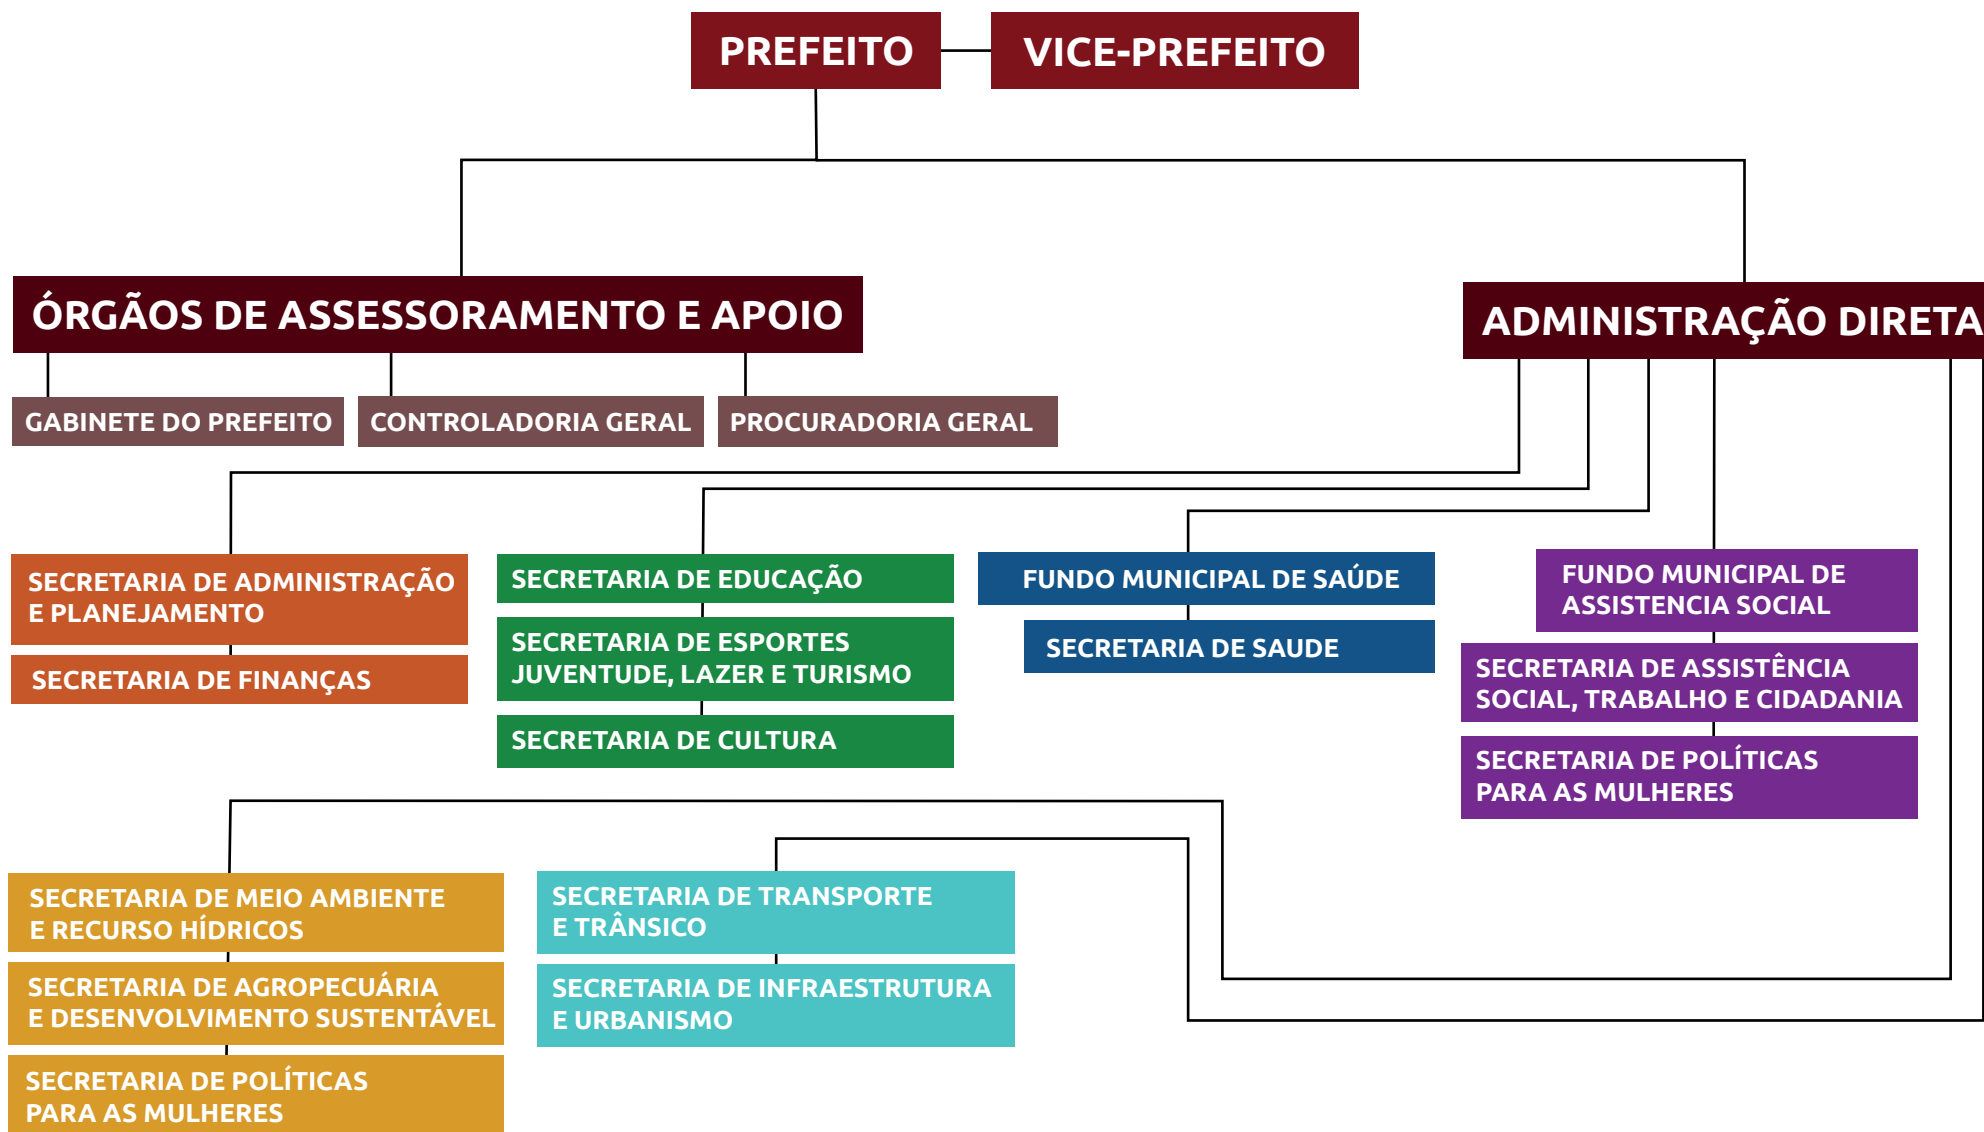 PREFEITO
VICE-PREFEITO
ÓRGÃOS DE ASSESSORAMENTO E APOIO
ADMINISTRAÇÃO DIRETA
GABINETE DO PREFEITO
CONTROLADORIA GERAL
PROCURADORIA GERAL
SECRETARIA DE ADMINISTRAÇÃO
E PLANEJAMENTO
SECRETARIA DE FINANÇAS
SECRETARIA DE EDUCAÇÃO
SECRETARIA DE ESPORTES
JUVENTUDE, LAZER E TURISMO
SECRETARIA DE CULTURA
FUNDO MUNICIPAL DE SAÚDE
SECRETARIA DE SAUDE
FUNDO MUNICIPAL DE
ASSISTENCIA SOCIAL
SECRETARIA DE ASSISTÊNCIA
SOCIAL, TRABALHO E CIDADANIA
SECRETARIA DE POLÍTICAS
PARA AS MULHERES
SECRETARIA DE MEIO AMBIENTE
E RECURSO HÍDRICOS
SECRETARIA DE AGROPECUÁRIA
E DESENVOLVIMENTO SUSTENTÁVEL
SECRETARIA DE POLÍTICAS
PARA AS MULHERES
SECRETARIA DE TRANSPORTE
E TRÂNSICO
SECRETARIA DE INFRAESTRUTURA
E URBANISMO